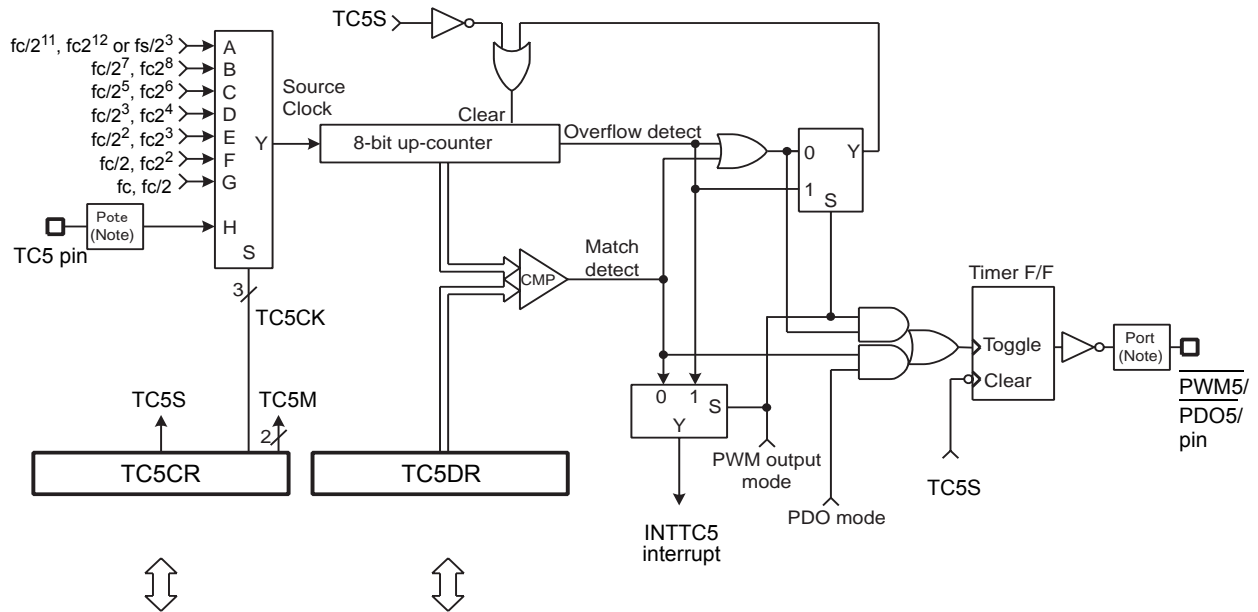 TC5S
fc/2¹¹, fc2¹² or fs/2³
fc/2⁷, fc2⁸
fc/2⁵, fc2⁶
fc/2³, fc2⁴
fc/2², fc2³
fc/2, fc2²
fc, fc/2
A
B
C
D
E
F
G
H
Y
S
Source
Clock
Clear
8-bit up-counter
Overflow detect
0
1
Y
S
Pote
(Note)
TC5 pin
3
TC5CK
CMP
Match
detect
Timer F/F
Toggle
Clear
Port
(Note)
PWM5/
PDO5/
pin
TC5S
TC5M
2
0
1
S
Y
PWM output
mode
TC5S
TC5CR
TC5DR
PDO mode
INTTC5
interrupt